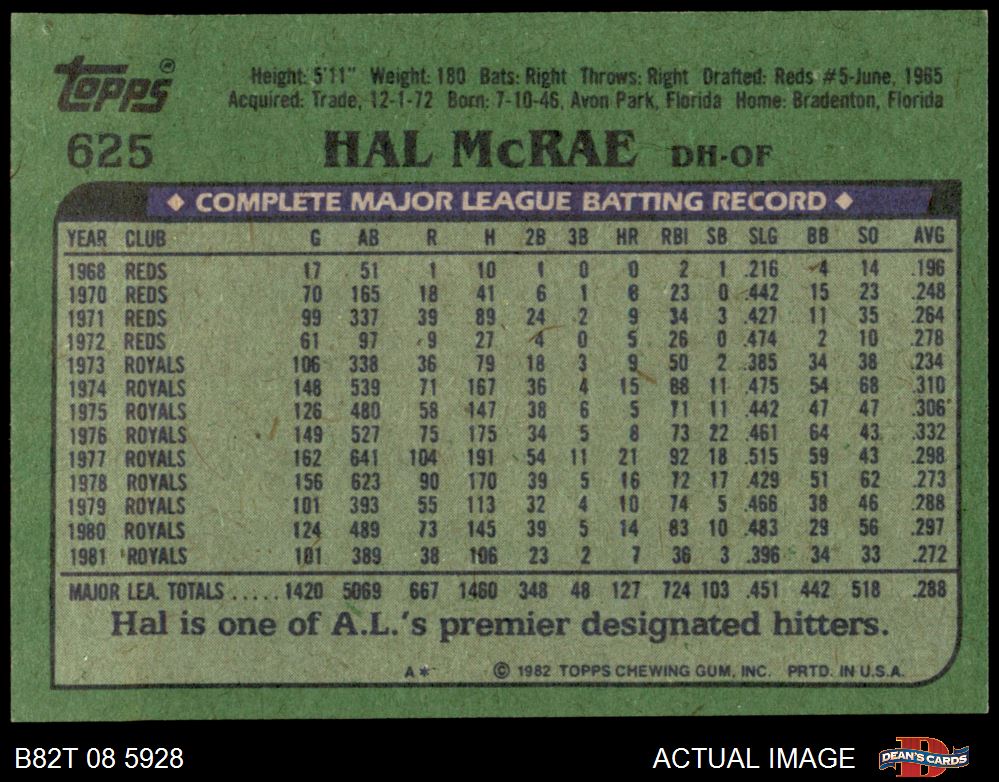 Topps®
Height: 5'11" Weight: 180 Bats: Right Throws: Right Drafted: Reds #5-June, 1965
Acquired: Trade, 12-1-72 Born: 7-10-46, Avon Park, Florida Home: Bradenton, Florida
625 HAL McRAE DH-OF
◆ COMPLETE MAJOR LEAGUE BATTING RECORD ◆
YEAR CLUB G AB R H 2B 3B HR RBI SB SLG BB SO AVG
1968 REDS 17 51 1 10 1 0 0 2 1 .216 4 14 .196
1970 REDS 70 165 18 41 6 1 8 23 0 .442 15 23 .248
1971 REDS 99 337 39 89 24 2 9 34 3 .427 11 35 .264
1972 REDS 61 97 9 27 4 0 5 26 0 .474 2 10 .278
1973 ROYALS 106 338 36 79 18 3 9 50 2 .385 34 38 .234
1974 ROYALS 148 539 71 167 36 4 15 88 11 .475 54 68 .310
1975 ROYALS 126 480 58 147 38 6 5 71 11 .442 47 47 .306
1976 ROYALS 149 527 75 175 34 5 8 73 22 .461 64 43 .332
1977 ROYALS 162 641 104 191 54 11 21 92 18 .515 59 43 .298
1978 ROYALS 156 623 90 170 39 5 16 72 17 .429 51 62 .273
1979 ROYALS 101 393 55 113 32 4 10 74 5 .466 38 46 .288
1980 ROYALS 124 489 73 145 39 5 14 83 10 .483 29 56 .297
1981 ROYALS 101 389 38 106 23 2 7 36 3 .396 34 33 .272
MAJOR LEA. TOTALS ..... 1420 5069 667 1460 348 48 127 724 103 .451 442 518 .288
Hal is one of A.L.'s premier designated hitters.
A* © 1982 TOPPS CHEWING GUM, INC. PRTD. IN U.S.A.
B82T 08 5928 ACTUAL IMAGE DEAN'S CARDS